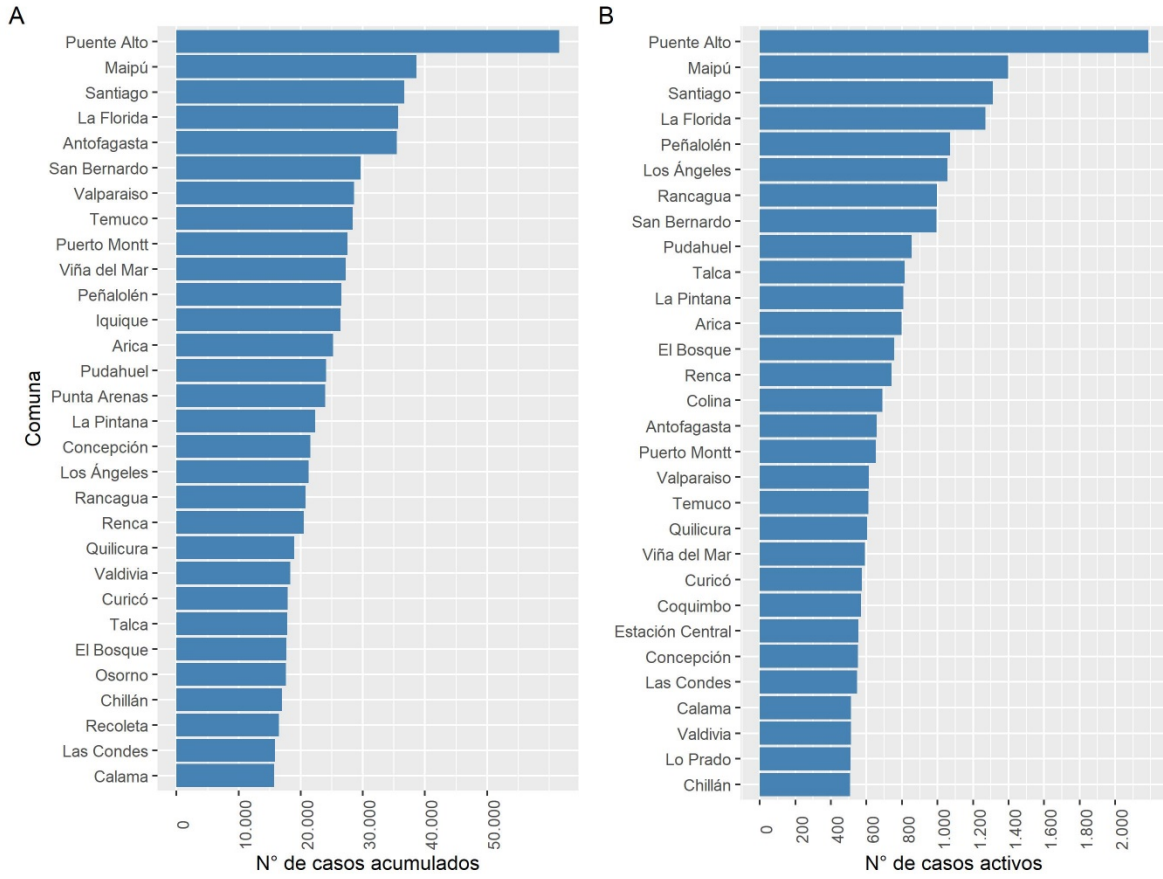 A
Puente Alto
Maipú
Santiago
La Florida
Antofagasta
San Bernardo
Valparaiso
Temuco
Puerto Montt
Viña del Mar
Peñalolén
Iquique
Arica
Pudahuel
Punta Arenas
La Pintana
Concepción
Los Ángeles
Rancagua
Renca
Quilicura
Valdivia
Curicó
Talca
El Bosque
Osorno
Chillán
Recoleta
Las Condes
Calama
Comuna
0
10.000
20.000
30.000
40.000
50.000
N° de casos acumulados
B
Puente Alto
Maipú
Santiago
La Florida
Peñalolén
Los Ángeles
Rancagua
San Bernardo
Pudahuel
Talca
La Pintana
Arica
El Bosque
Renca
Colina
Antofagasta
Puerto Montt
Valparaiso
Temuco
Quilicura
Viña del Mar
Curicó
Coquimbo
Estación Central
Concepción
Las Condes
Calama
Valdivia
Lo Prado
Chillán
0
200
400
600
800
1.000
1.200
1.400
1.600
1.800
2.000
N° de casos activos